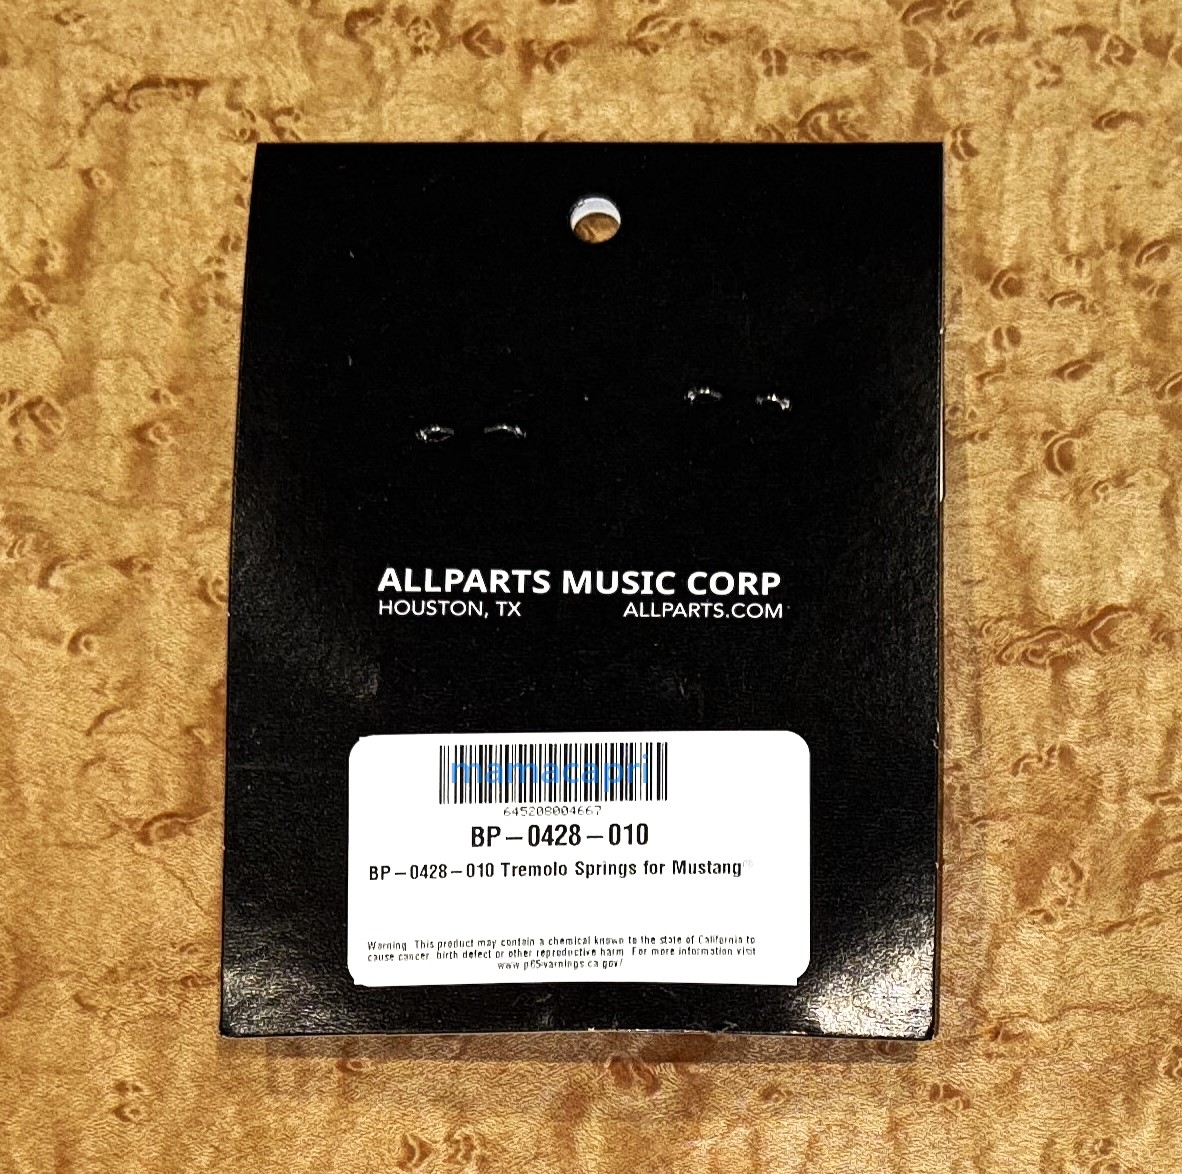 ALLPARTS MUSIC CORP
HOUSTON, TX ALLPARTS.COM
mamacapri
645208004667
BP-0428-010
BP-0428-010 Tremolo Springs for Mustang®
Warning This product may contain a chemical known to the state of California to
cause cancer birth defect or other reproductive harm For more information visit
www.p65warnings.ca.gov/